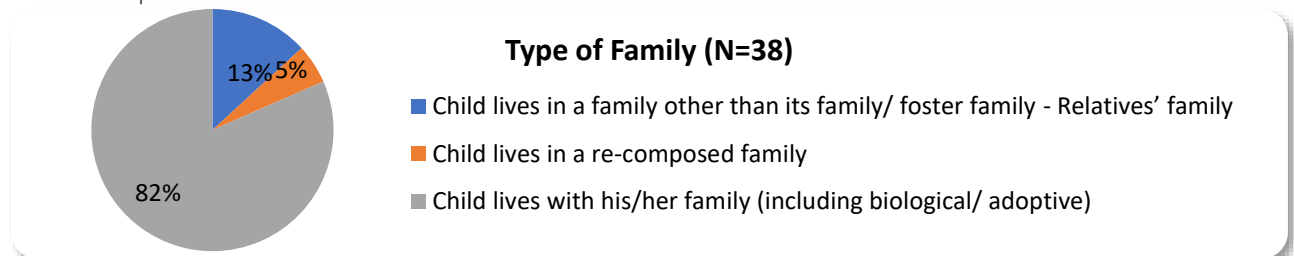 Type of Family (N=38)
13%
5%
Child lives in a family other than its family/ foster family - Relatives’ family
Child lives in a re-composed family
82%
Child lives with his/her family (including biological/ adoptive)